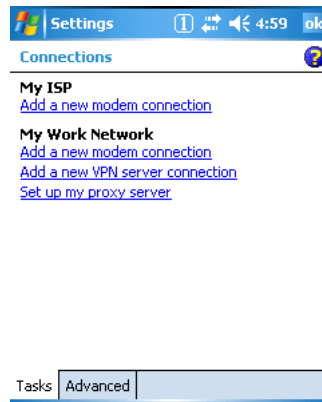 Settings 1 4:59 ok
Connections ?
My ISP
Add a new modem connection
My Work Network
Add a new modem connection
Add a new VPN server connection
Set up my proxy server
Tasks Advanced